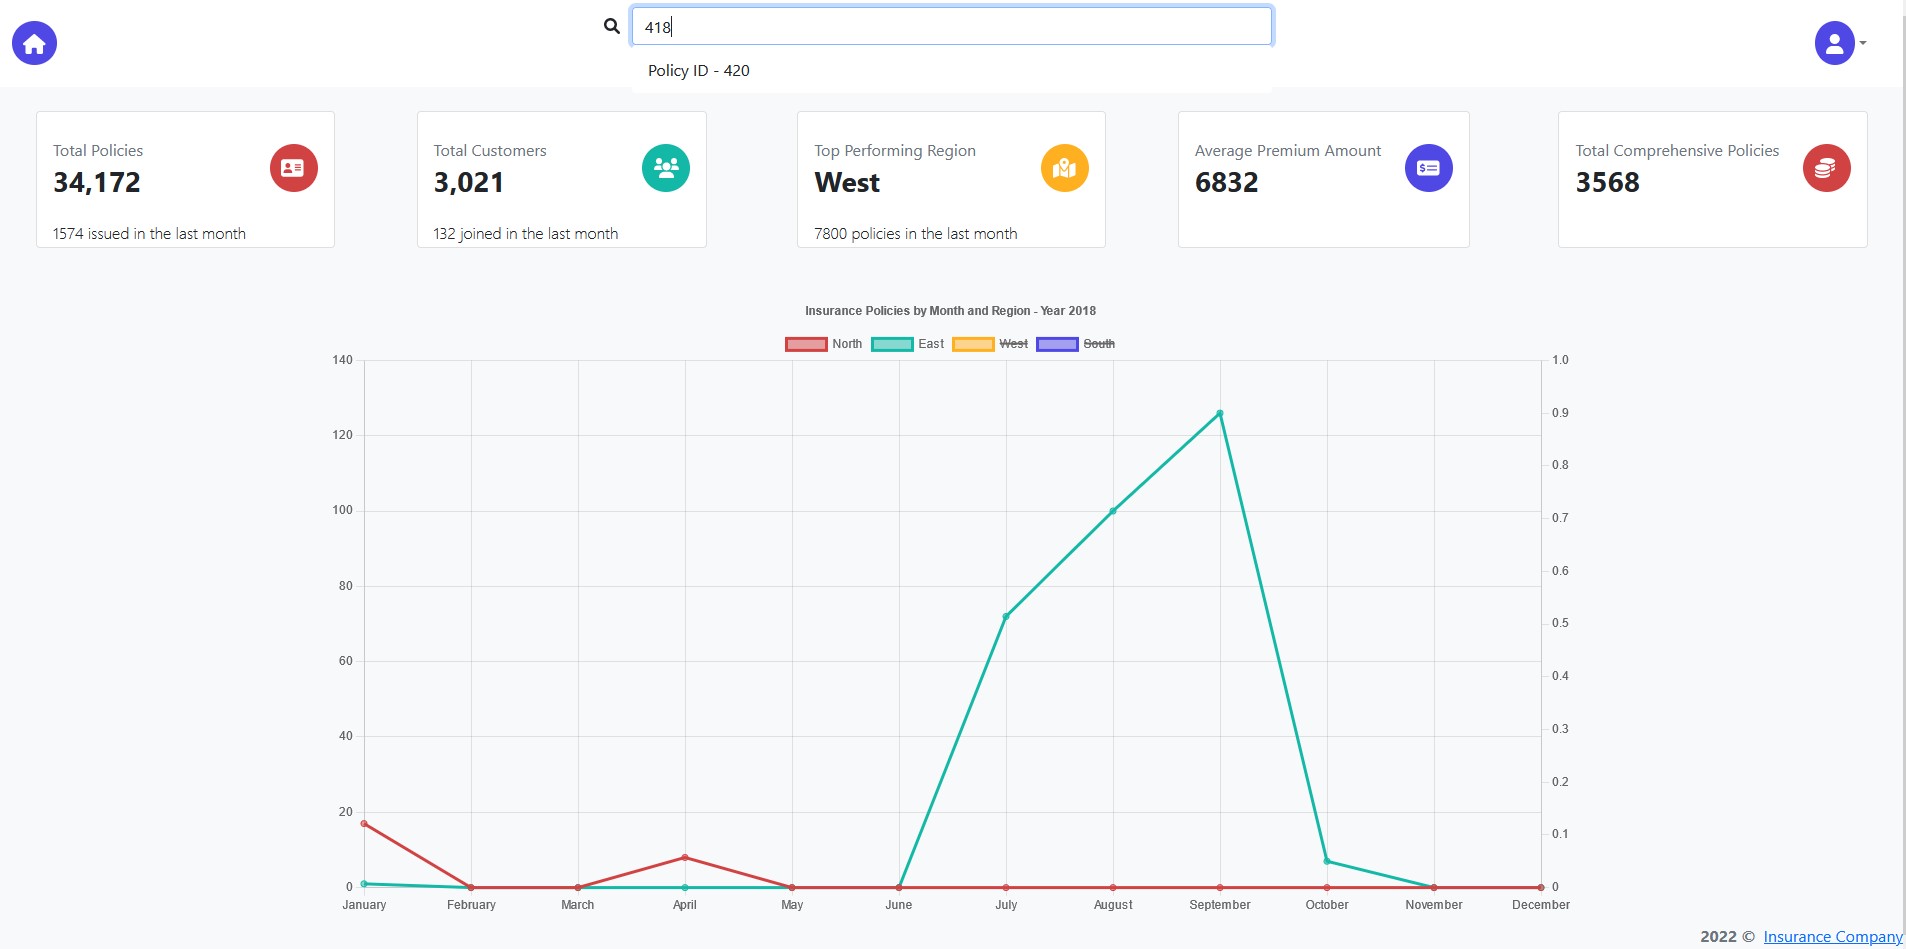 418
Policy ID - 420
Total Policies
34,172
1574 issued in the last month
Total Customers
3,021
132 joined in the last month
Top Performing Region
West
7800 policies in the last month
Average Premium Amount
6832
Total Comprehensive Policies
3568
Insurance Policies by Month and Region - Year 2018
North East West South
140 1.0
0.9
120
0.8
100
0.7
80
0.6
0.5
60
0.4
40
0.3
0.2
20
0.1
0 0
January February March April May June July August September October November December
2022 © Insurance Company